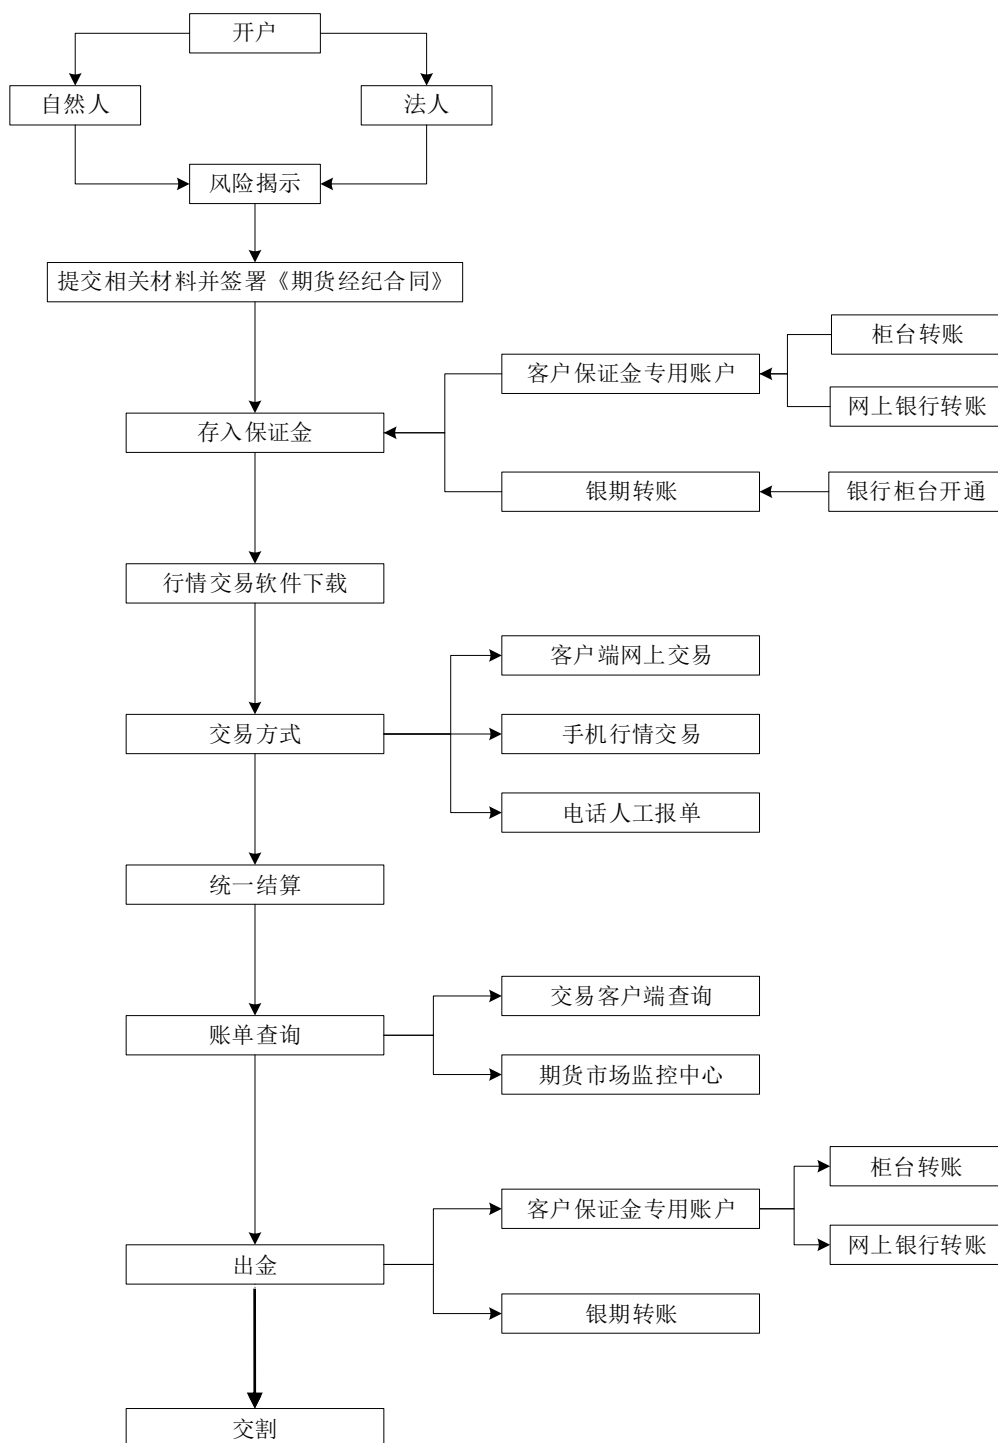 开户
自然人
法人
风险揭示
提交相关材料并签署《期货经纪合同》
柜台转账
客户保证金专用账户
网上银行转账
存入保证金
银期转账
银行柜台开通
行情交易软件下载
客户端网上交易
交易方式
手机行情交易
电话人工报单
统一结算
交易客户端查询
账单查询
期货市场监控中心
柜台转账
客户保证金专用账户
网上银行转账
出金
银期转账
交割